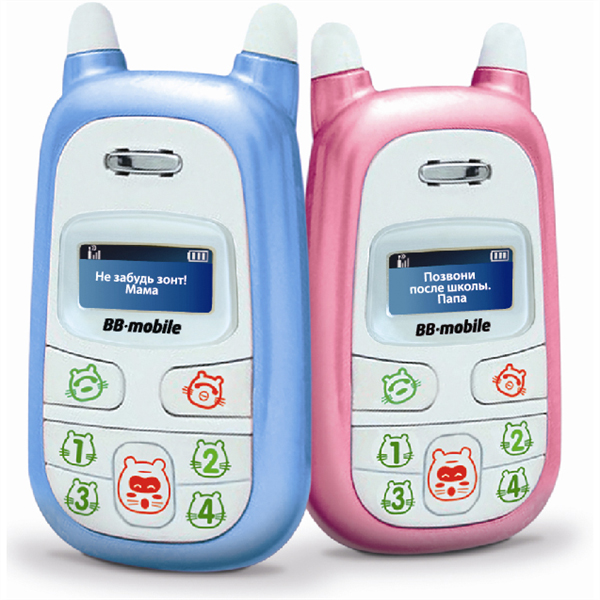 Не забудь зонт!
Мама
BB-mobile
1
2
3
4
Позвони
после школы.
Папа
BB-mobile
1
2
3
4